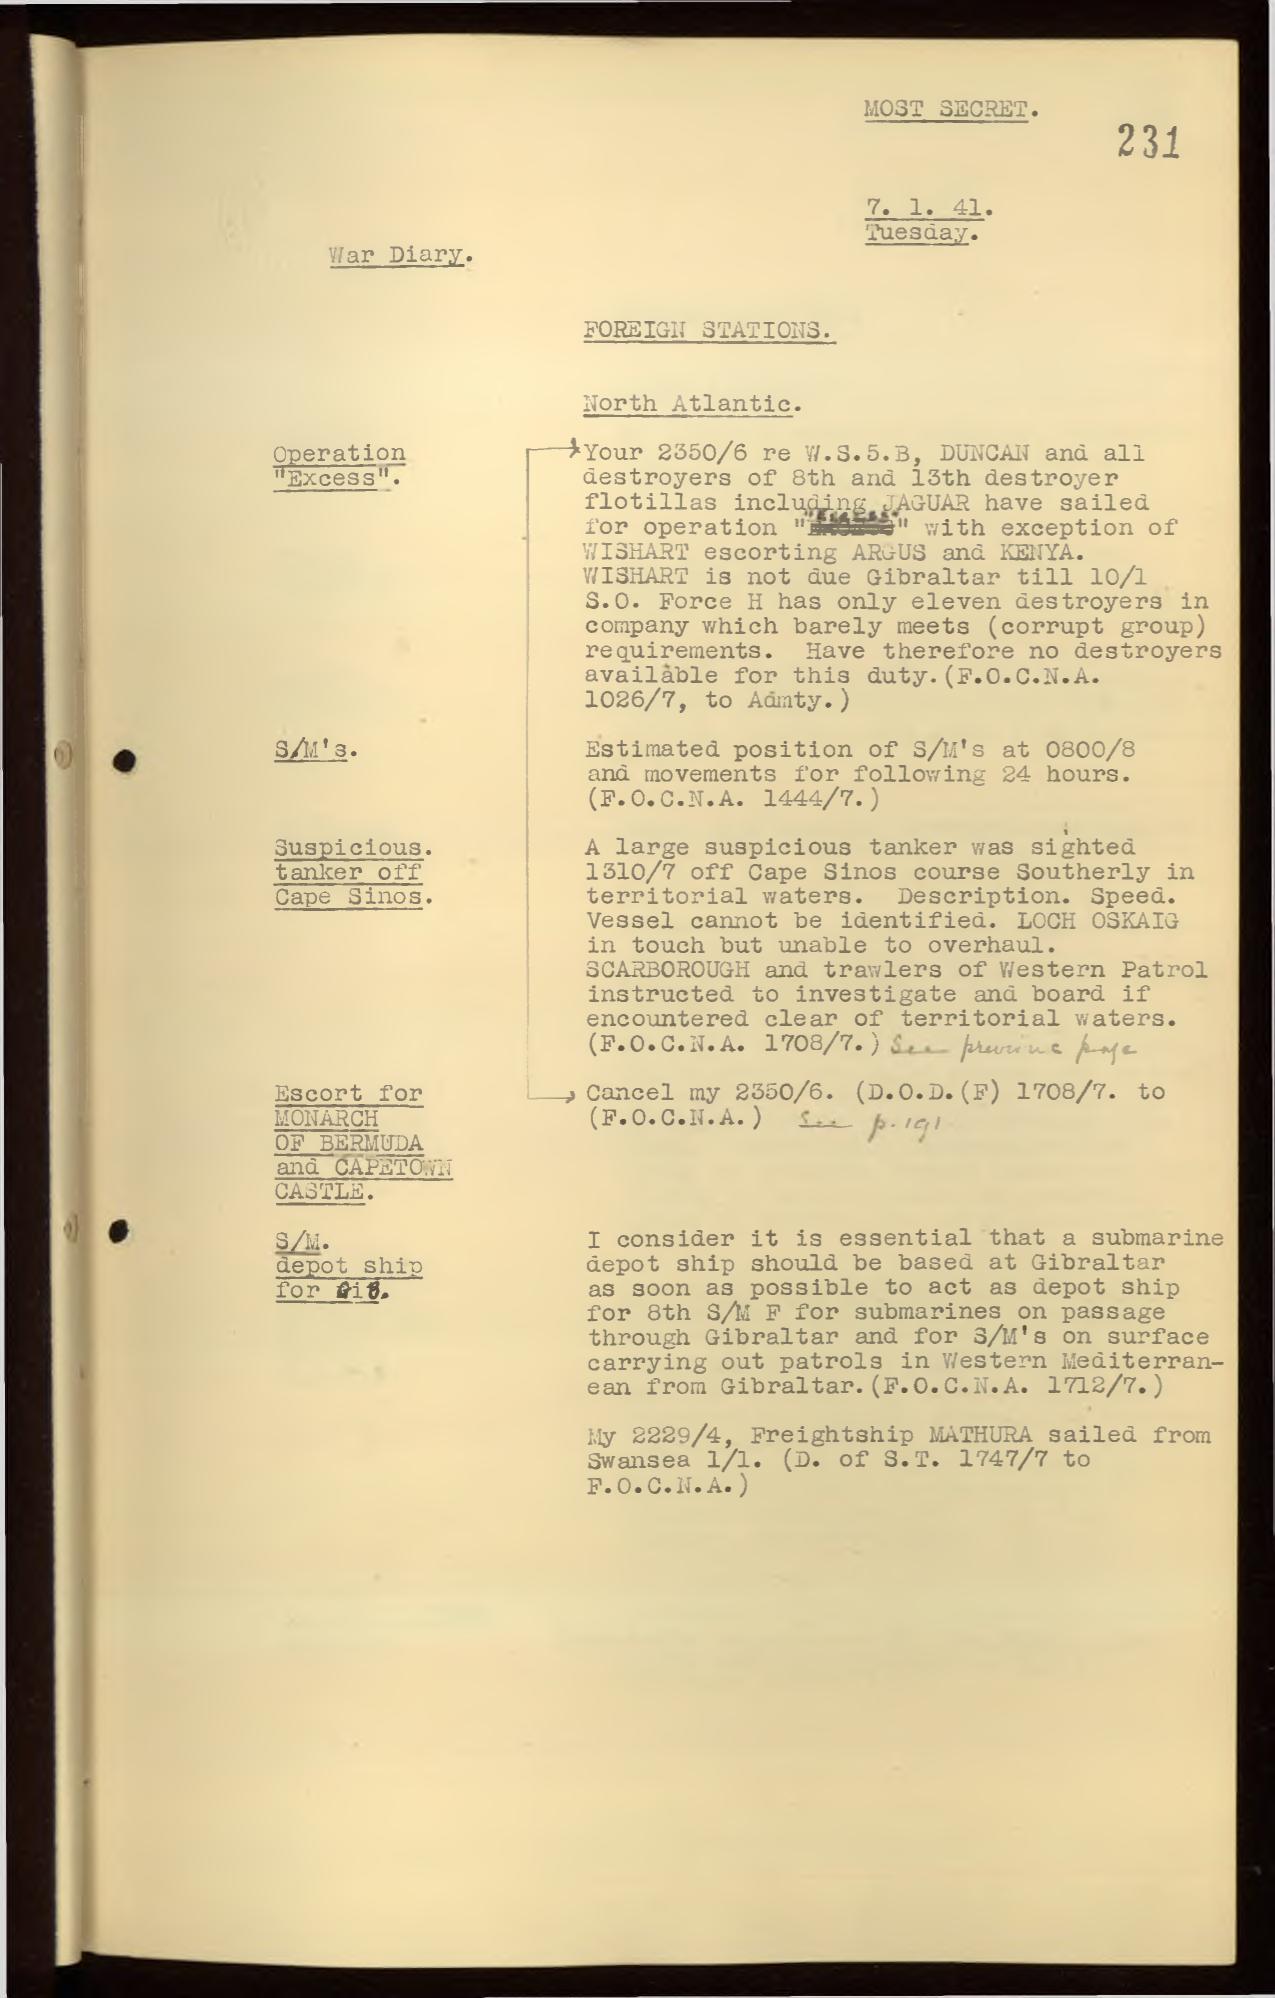 MOST SECRET.
231
7. 1. 41.
Tuesday.
War Diary.
FOREIGN STATIONS.
North Atlantic.
Operation
"Excess".
Your 2350/6 re W.S.5.B, DUNCAN and all
destroyers of 8th and 13th destroyer
flotillas including JAGUAR have sailed
for operation "Excess" with exception of
WISHART escorting ARGUS and KENYA.
WISHART is not due Gibraltar till 10/1
S.O. Force H has only eleven destroyers in
company which barely meets (corrupt group)
requirements. Have therefore no destroyers
available for this duty.(F.O.C.N.A.
1026/7, to Admty.)
S/M's.
Estimated position of S/M's at 0800/8
and movements for following 24 hours.
(F.O.C.N.A. 1444/7.)
Suspicious.
tanker off
Cape Sinos.
A large suspicious tanker was sighted
1310/7 off Cape Sinos course Southerly in
territorial waters. Description. Speed.
Vessel cannot be identified. LOCH OSKAIG
in touch but unable to overhaul.
SCARBOROUGH and trawlers of Western Patrol
instructed to investigate and board if
encountered clear of territorial waters.
(F.O.C.N.A. 1708/7.) See previous page
Escort for
MONARCH
OF BERMUDA
and CAPETOWN
CASTLE.
Cancel my 2350/6. (D.O.D.(F) 1708/7. to
(F.O.C.N.A.) See p. 191
S/M.
depot ship
for Gib.
I consider it is essential that a submarine
depot ship should be based at Gibraltar
as soon as possible to act as depot ship
for 8th S/M F for submarines on passage
through Gibraltar and for S/M's on surface
carrying out patrols in Western Mediterran-
ean from Gibraltar.(F.O.C.N.A. 1712/7.)
My 2229/4, Freightship MATHURA sailed from
Swansea 1/1. (D. of S.T. 1747/7 to
F.O.C.N.A.)